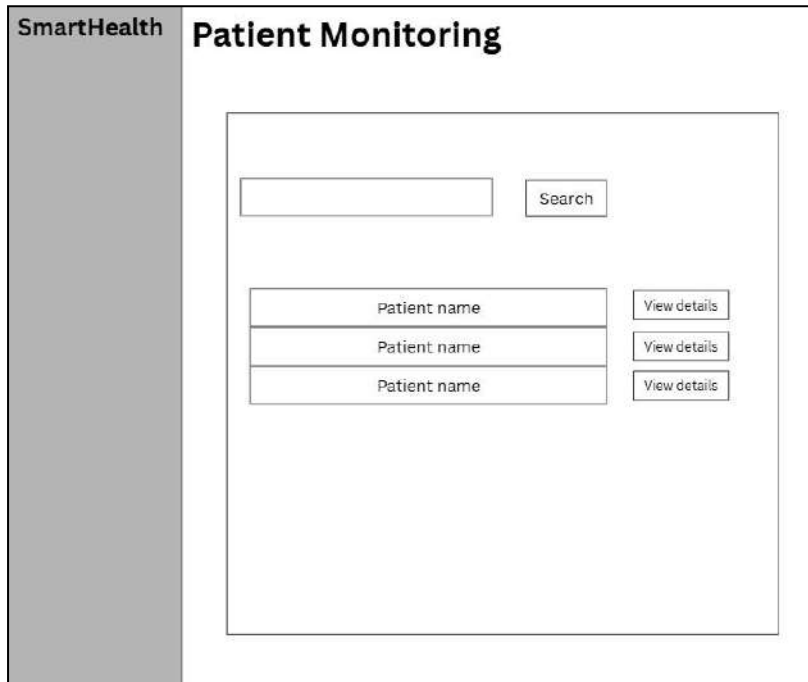 SmartHealth
Patient Monitoring
Search
Patient name
View details
Patient name
View details
Patient name
View details